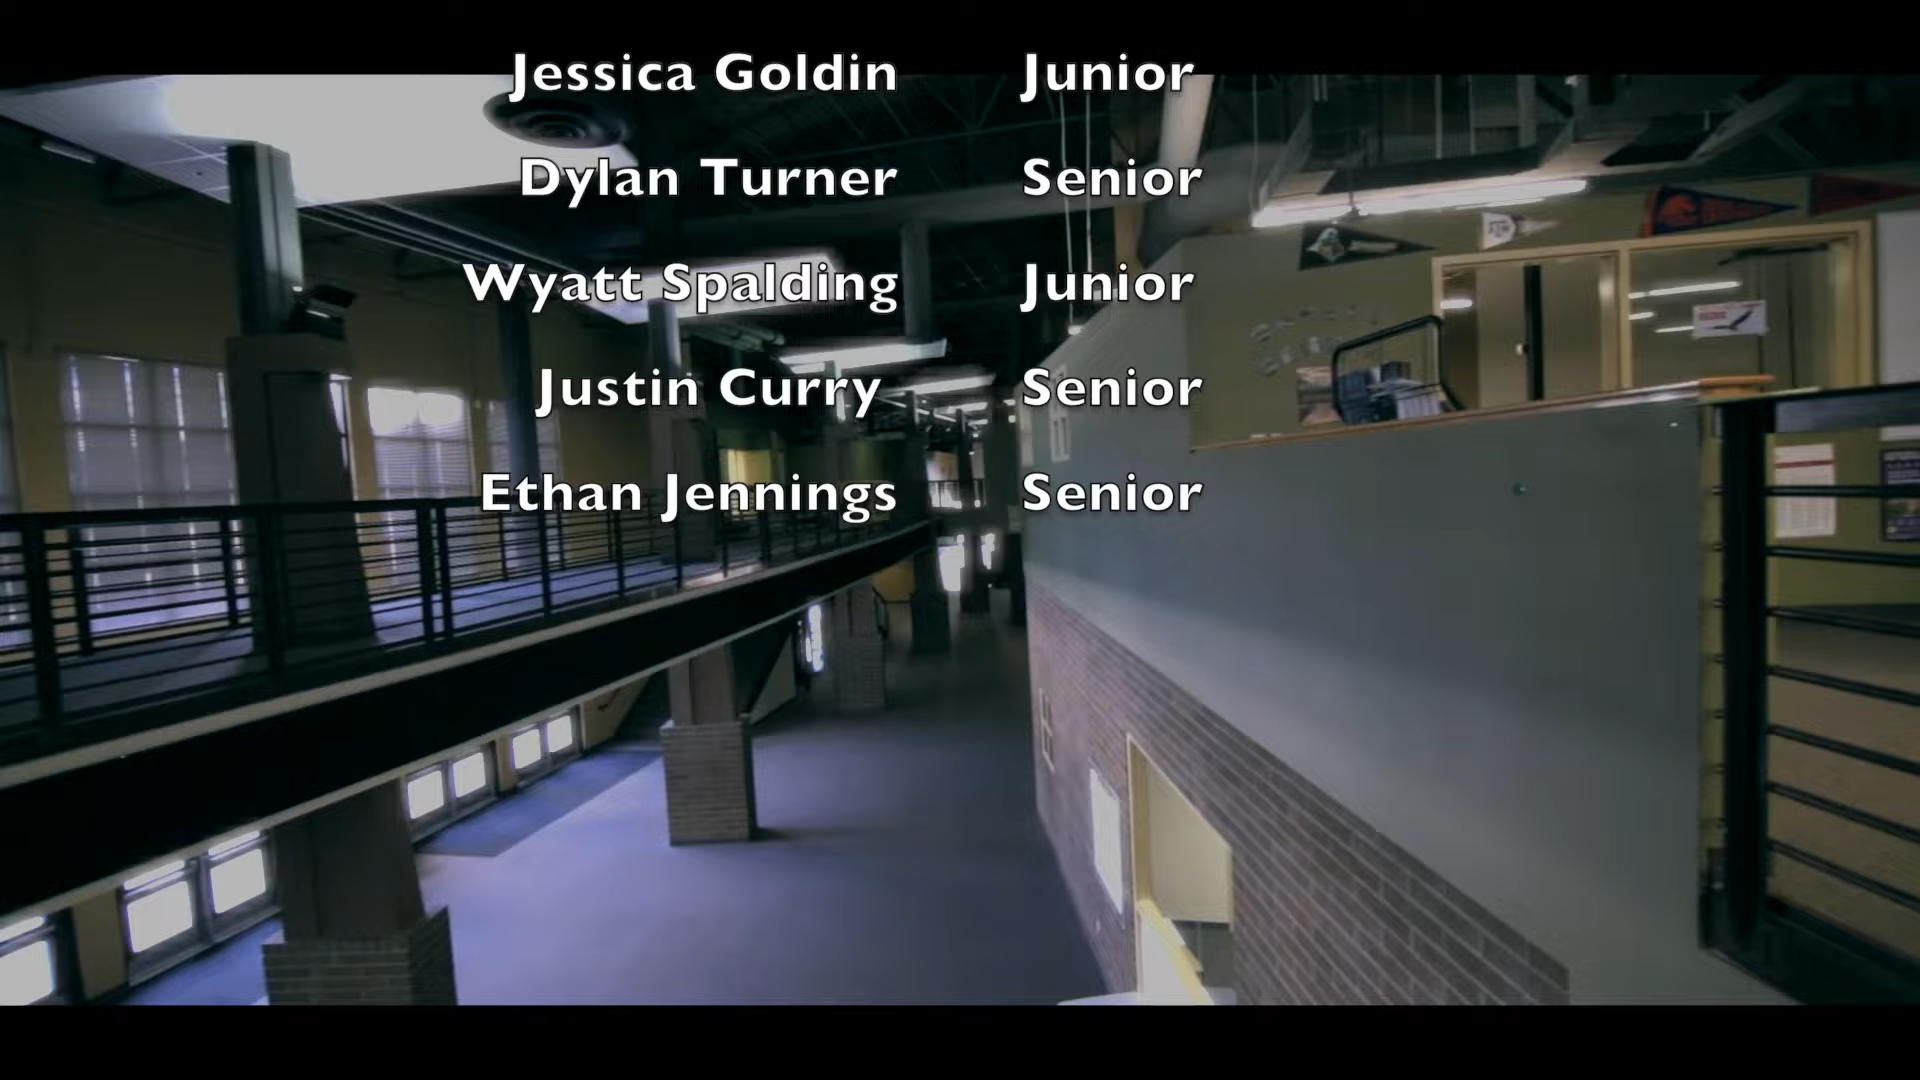 Jessica Goldin Junior
Dylan Turner Senior
Wyatt Spalding Junior
Justin Curry Senior
Ethan Jennings Senior